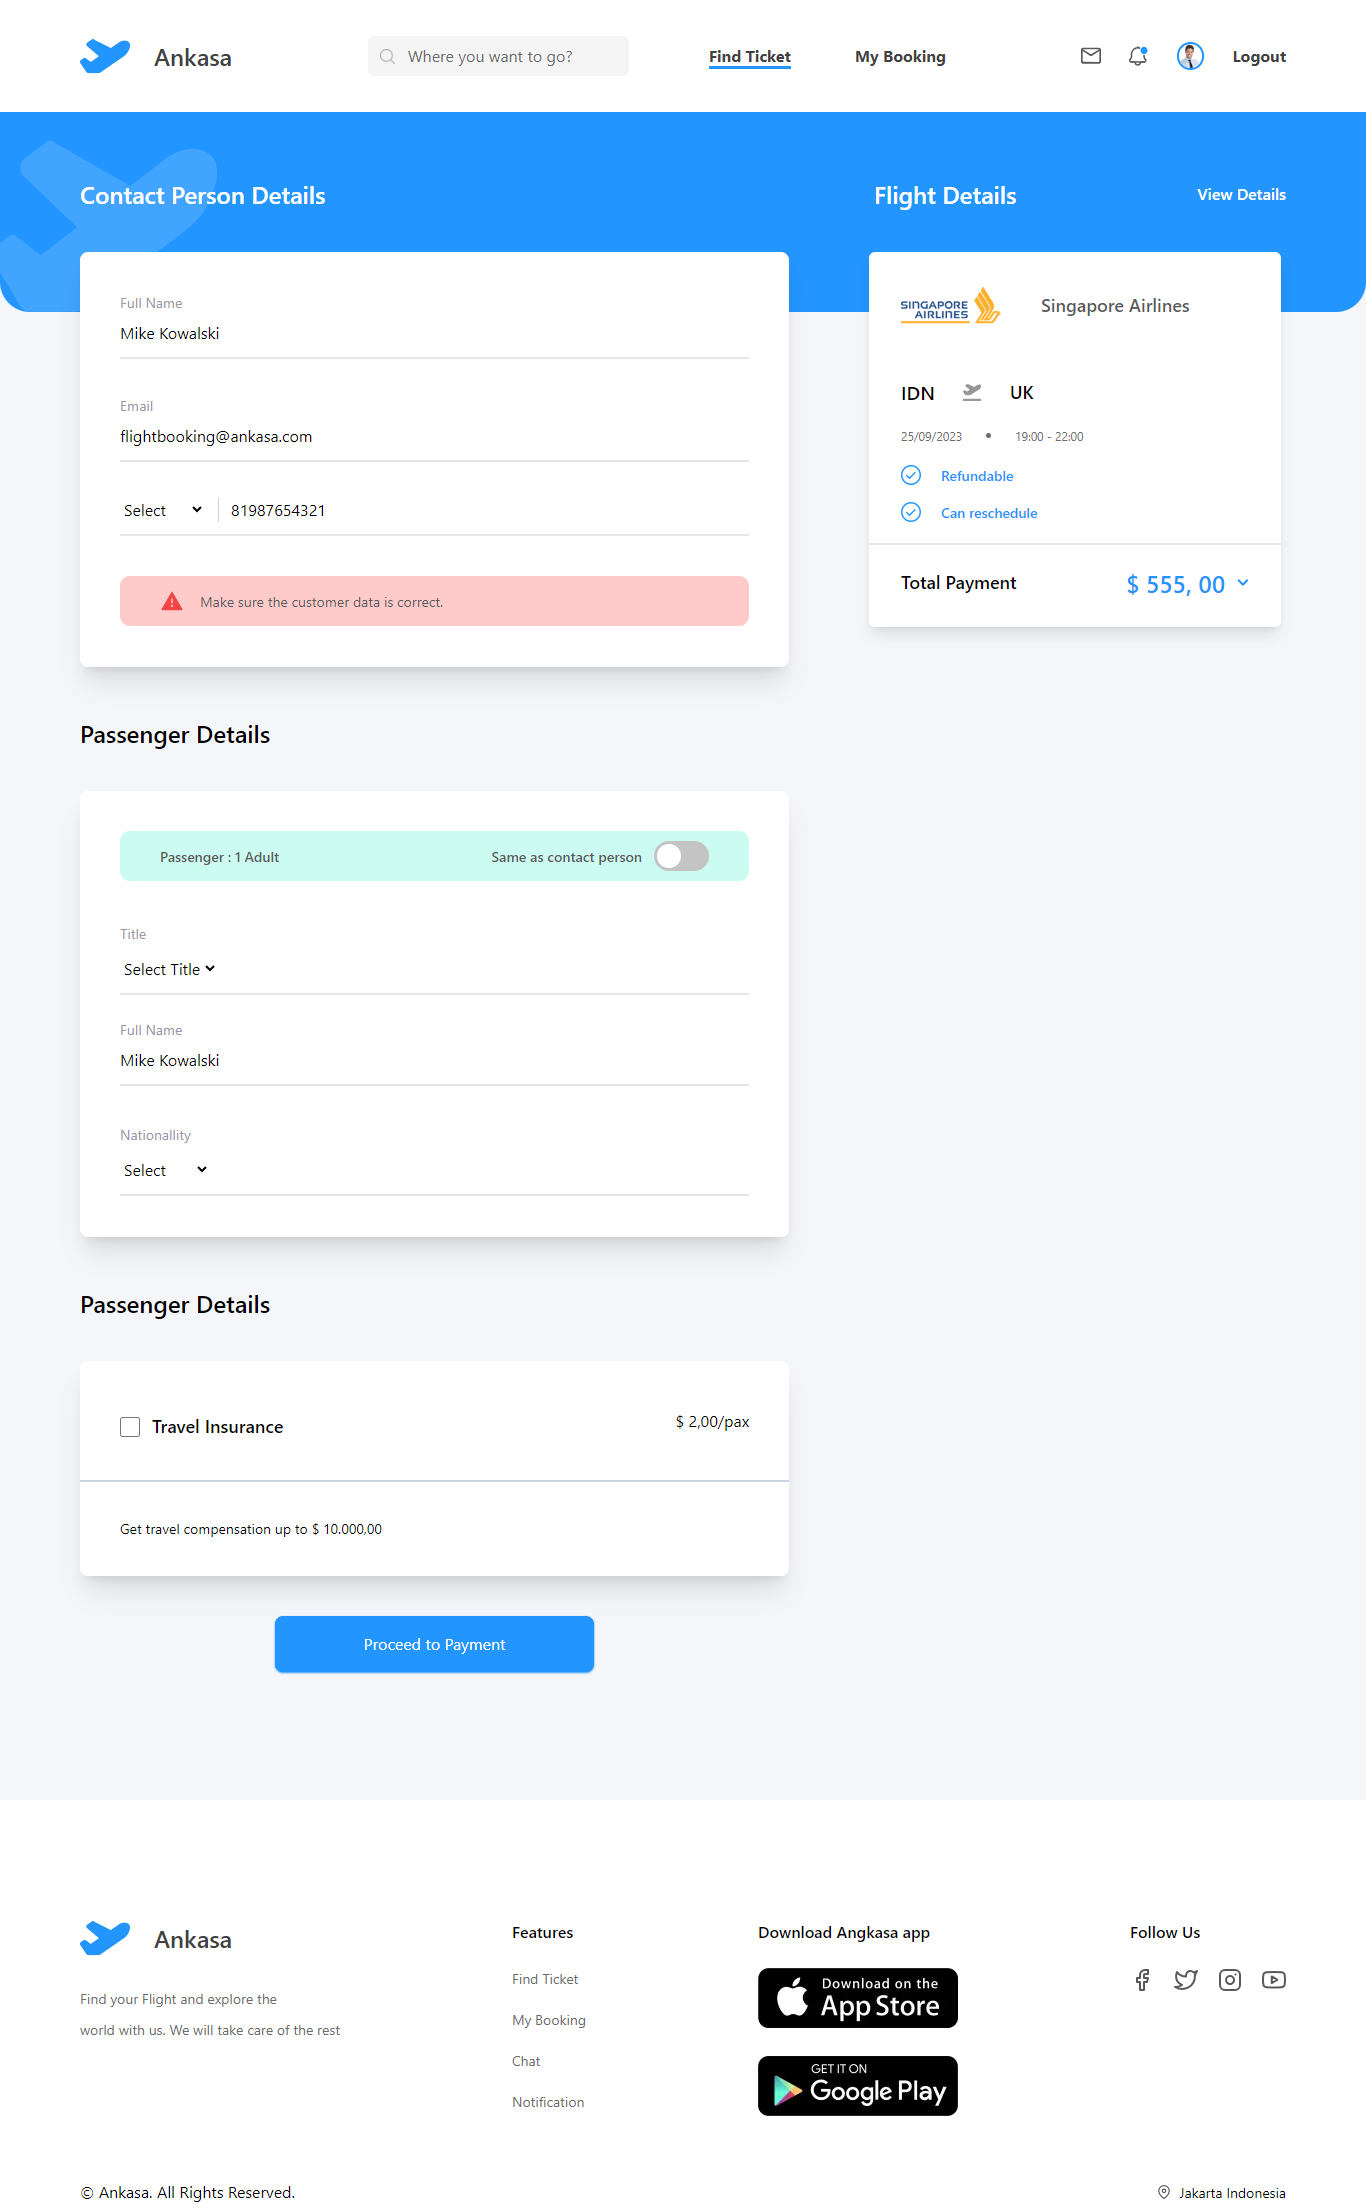 Ankasa
Where you want to go?
Find Ticket
My Booking
Logout
Contact Person Details
Flight Details
View Details
Full Name
Mike Kowalski
Email
flightbooking@ankasa.com
Select
81987654321
Make sure the customer data is correct.
SINGAPORE
AIRLINES
Singapore Airlines
IDN
UK
25/09/2023
19:00 - 22:00
Refundable
Can reschedule
Total Payment
$ 555, 00
Passenger Details
Passenger : 1 Adult
Same as contact person
Title
Select Title
Full Name
Mike Kowalski
Nationallity
Select
Passenger Details
Travel Insurance
$ 2,00/pax
Get travel compensation up to $ 10.000,00
Proceed to Payment
Ankasa
Find your Flight and explore the
world with us. We will take care of the rest
Features
Find Ticket
My Booking
Chat
Notification
Download Angkasa app
Download on the
App Store
GET IT ON
Google Play
Follow Us
© Ankasa. All Rights Reserved.
Jakarta Indonesia